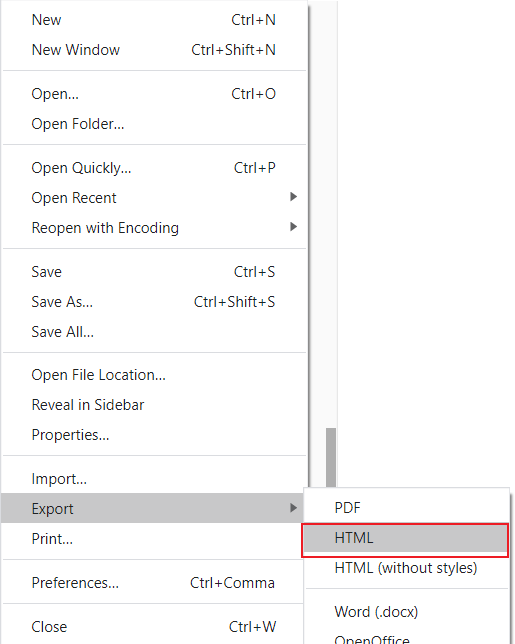 New Ctrl+N
New Window Ctrl+Shift+N
Open... Ctrl+O
Open Folder...
Open Quickly... Ctrl+P
Open Recent
Reopen with Encoding
Save Ctrl+S
Save As... Ctrl+Shift+S
Save All...
Open File Location...
Reveal in Sidebar
Properties...
Import...
Export
Print...
Preferences... Ctrl+Comma
Close Ctrl+W
PDF
HTML
HTML (without styles)
Word (.docx)
OpenOffice